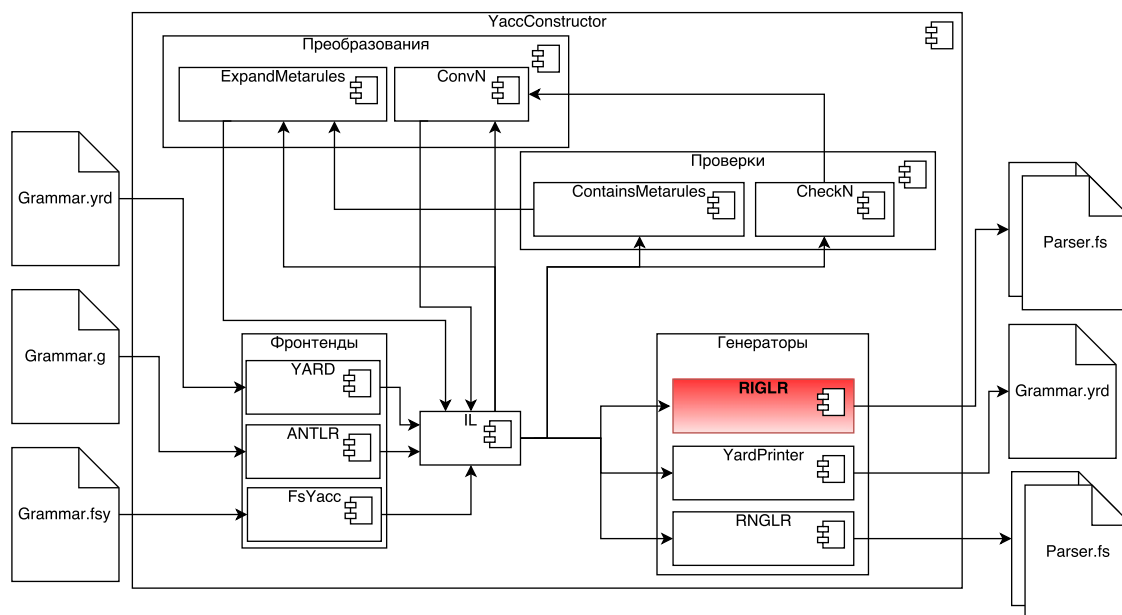 YaccConstructor
Преобразования
ExpandMetarules
ConvN
Проверки
ContainsMetarules
CheckN
Grammar.yrd
Grammar.g
Grammar.fsy
Фронтенды
YARD
ANTLR
FsYacc
IL
Генераторы
RIGLR
YardPrinter
RNGLR
Parser.fs
Grammar.yrd
Parser.fs